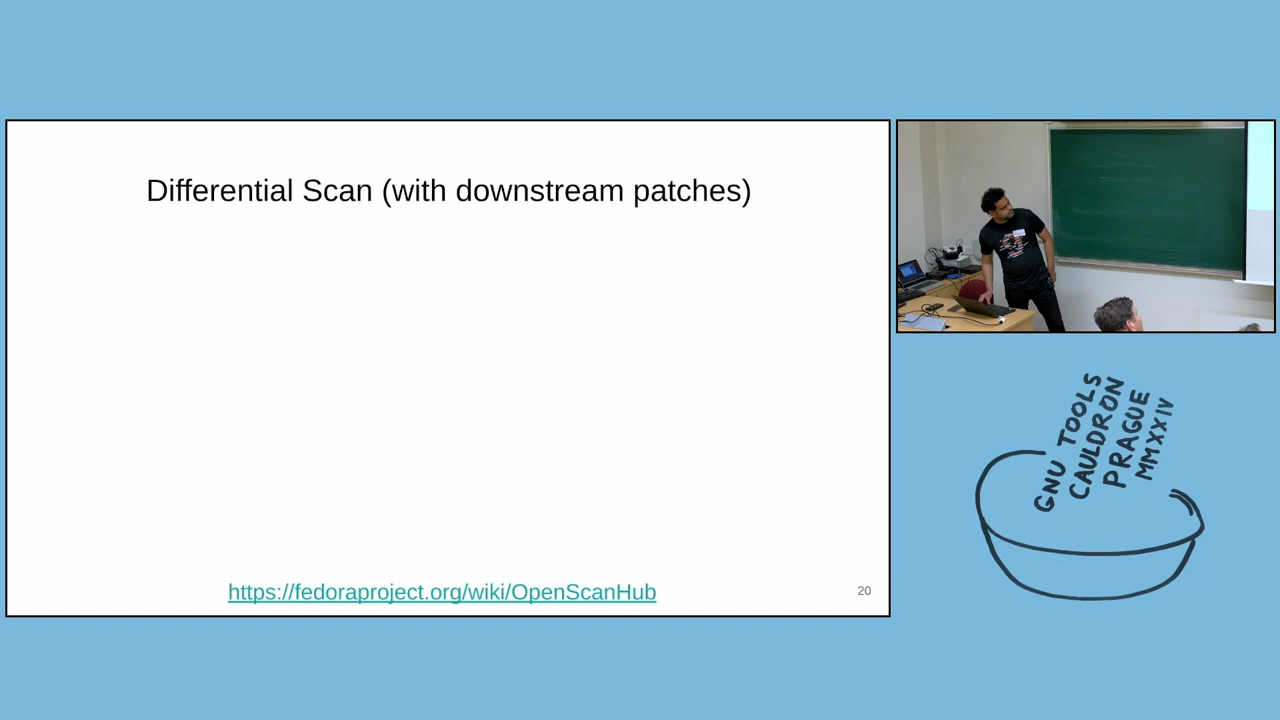 Differential Scan (with downstream patches)
https://fedoraproject.org/wiki/OpenScanHub
20
GNU TOOLS
CAULDRON
PRAGUE
MMXXIV